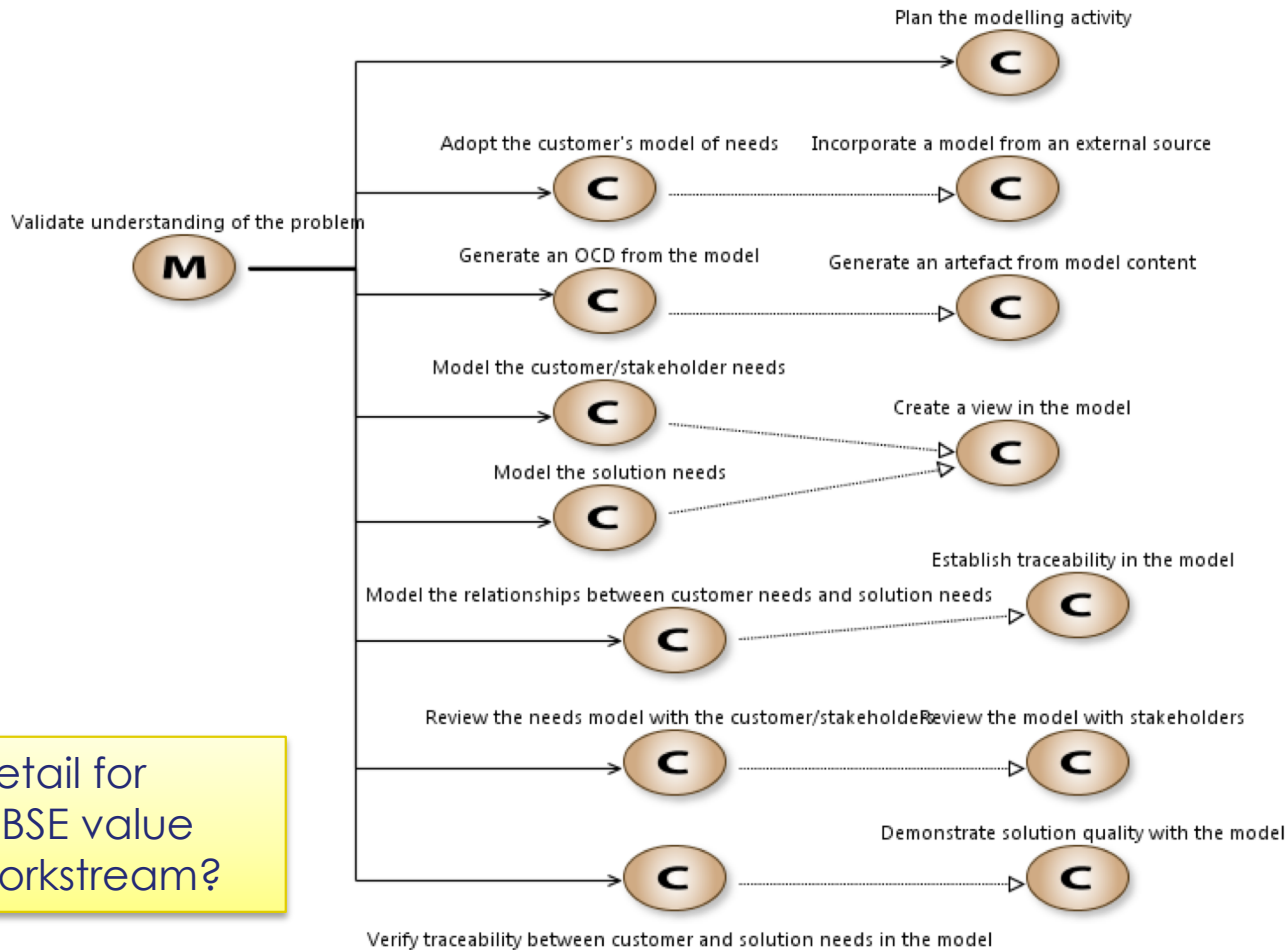 Plan the modelling activity
C
Adopt the customer's model of needs
Incorporate a model from an external source
C
C
Validate understanding of the problem
M
Generate an OCD from the model
Generate an artefact from model content
C
C
Model the customer/stakeholder needs
C
Create a view in the model
C
Model the solution needs
C
Establish traceability in the model
C
Model the relationships between customer needs and solution needs
C
Review the needs model with the customer/stakeholders
Review the model with stakeholders
C
C
etail for
BSE value
orkstream?
Demonstrate solution quality with the model
C
C
Verify traceability between customer and solution needs in the model